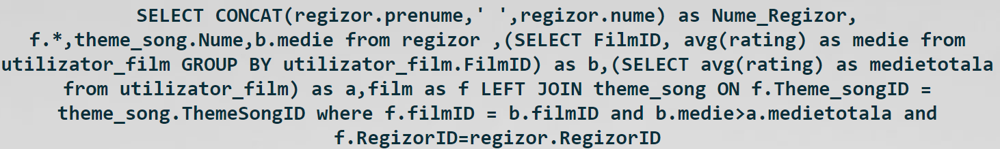 SELECT CONCAT(regizor.prenume,' ',regizor.nume) as Nume_Regizor,
f.*,theme_song.Nume,b.medie from regizor ,(SELECT FilmID, avg(rating) as medie from
utilizator_film GROUP BY utilizator_film.FilmID) as b,(SELECT avg(rating) as medietotala
from utilizator_film) as a,film as f LEFT JOIN theme_song ON f.Theme_songID =
theme_song.ThemeSongID where f.filmID = b.filmID and b.medie>a.medietotala and
f.RegizorID=regizor.RegizorID